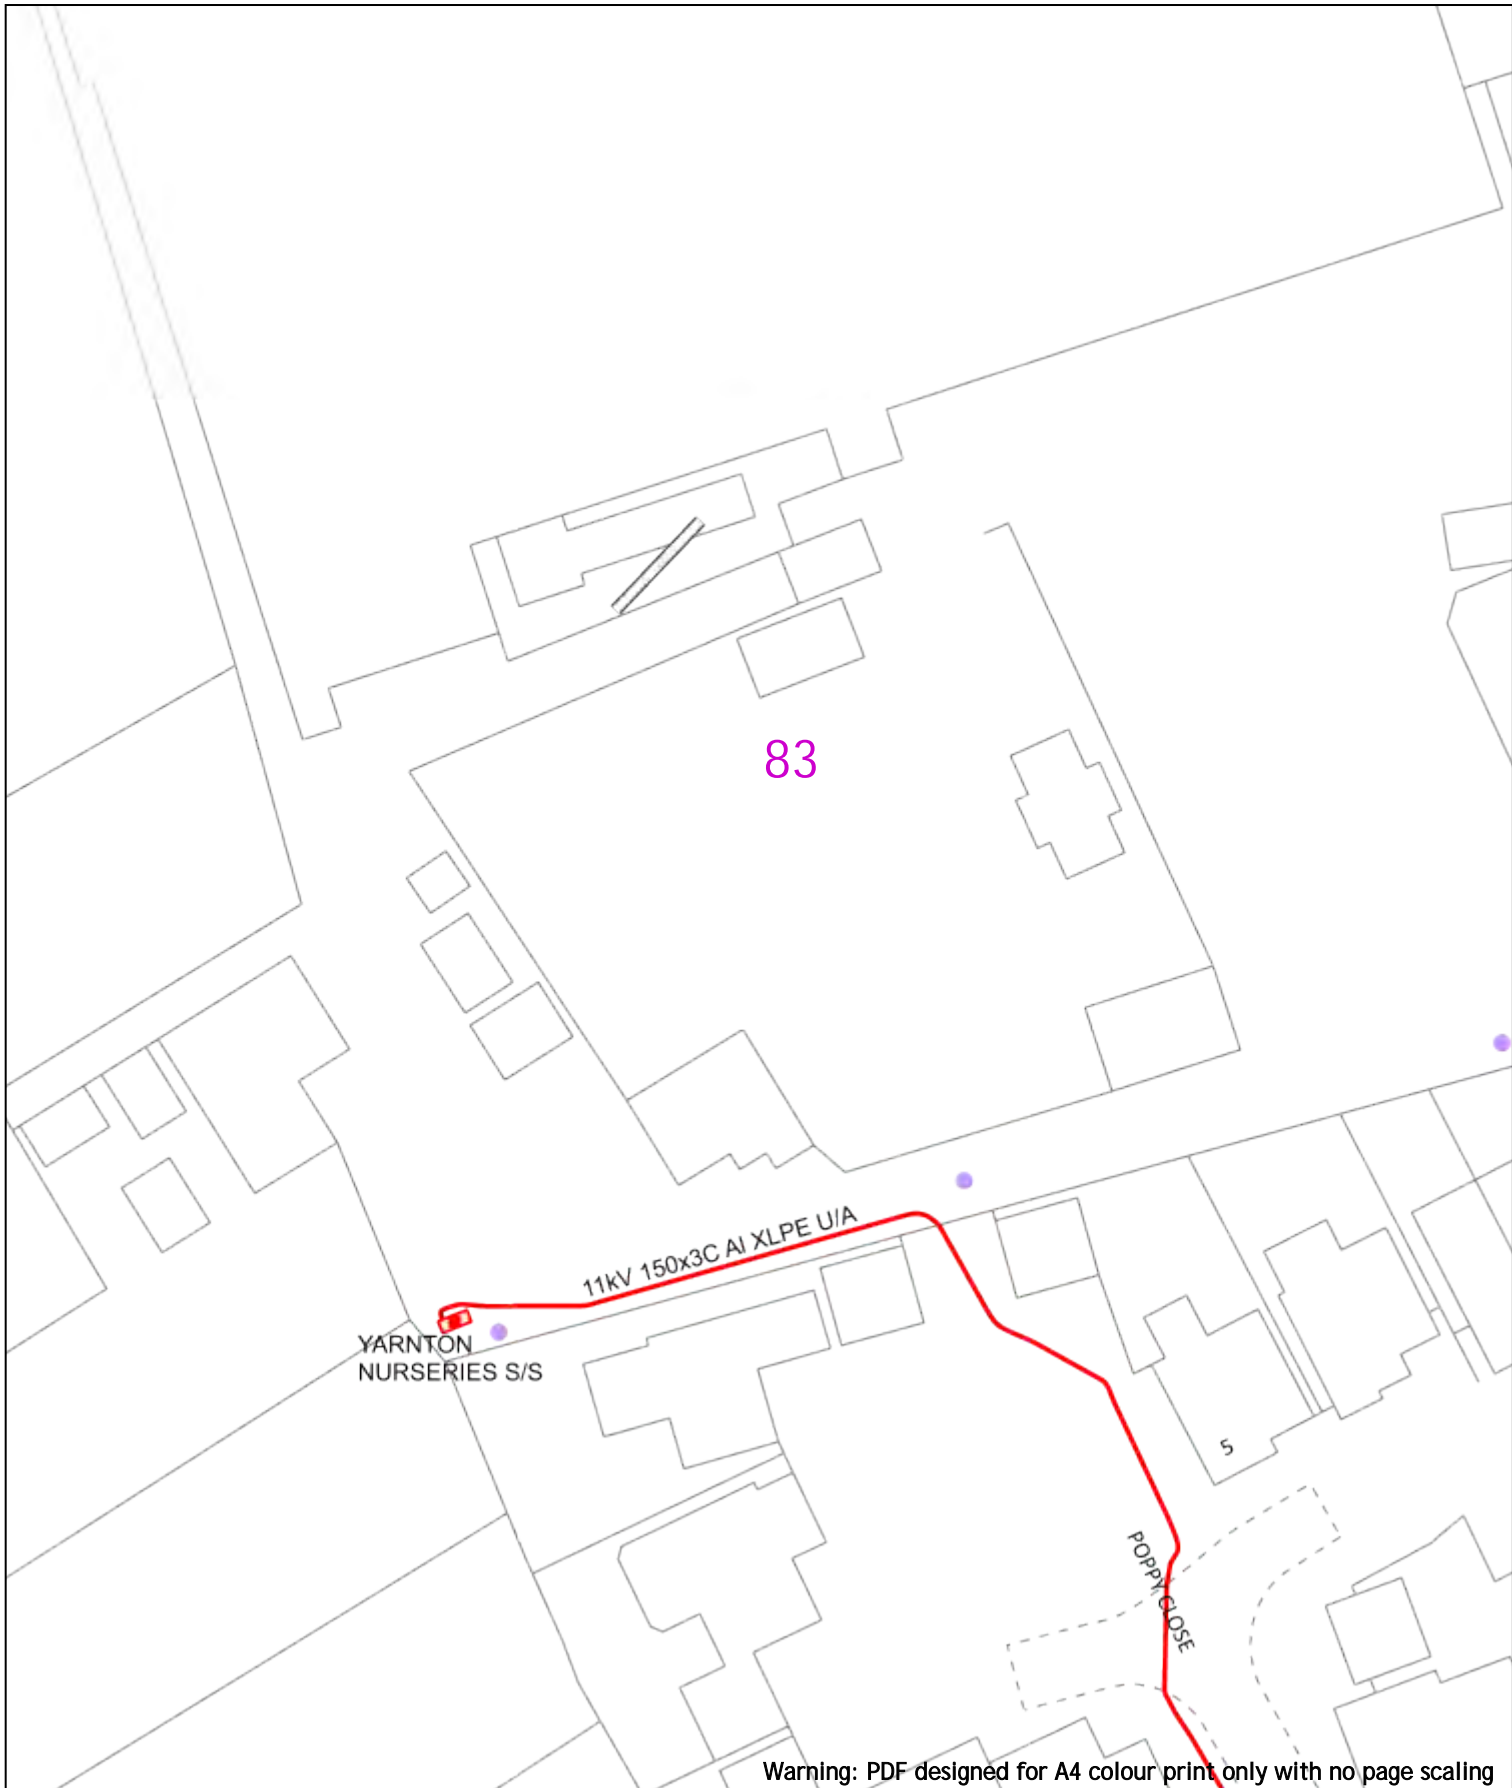 83
11kV 150x3C Al XLPE U/A
YARNTON
NURSERIES S/S
5
POPPY CLOSE
Warning: PDF designed for A4 colour print only with no page scaling